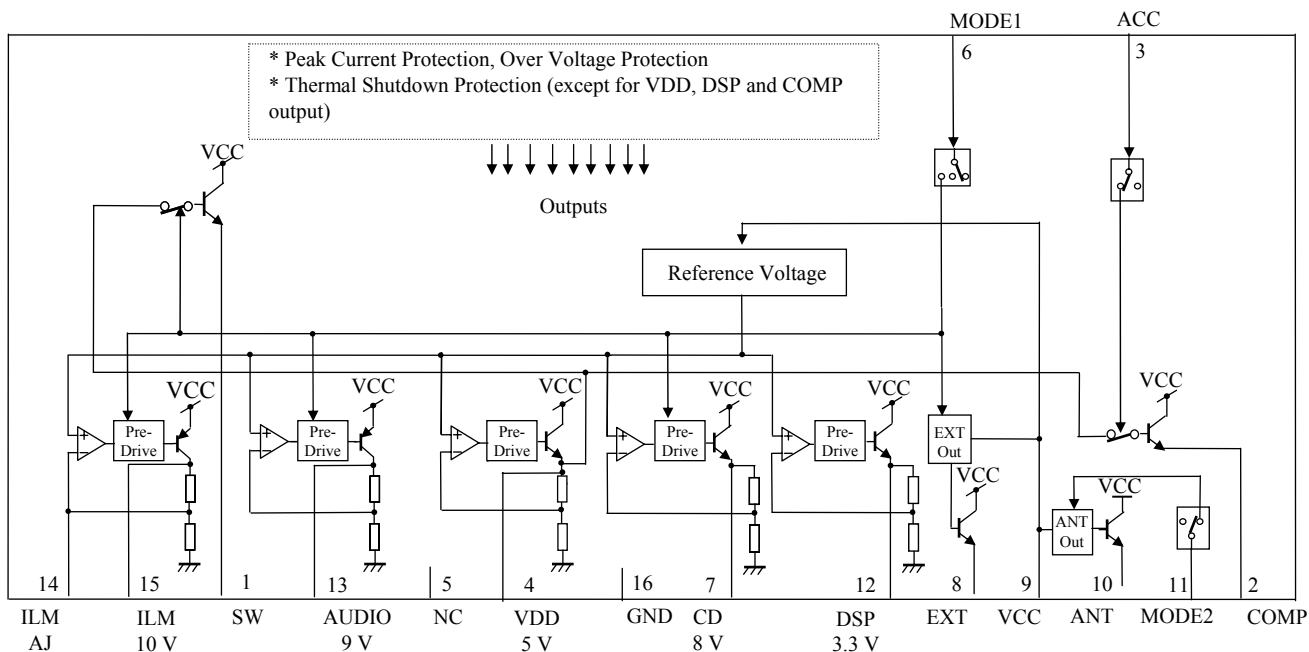 MODE1 ACC
6 3
* Peak Current Protection, Over Voltage Protection
* Thermal Shutdown Protection (except for VDD, DSP and COMP
output)
VCC
Outputs
Reference Voltage
VCC VCC VCC VCC VCC VCC
+ − Pre-
Drive
+ − Pre-
Drive
+ − Pre-
Drive
+ − Pre-
Drive
+ − Pre-
Drive
EXT
Out
VCC VCC
ANT
Out
14 15 1 13 5 4 16 7 12 8 9 10 11 2
ILM ILM SW AUDIO NC VDD GND CD DSP EXT VCC ANT MODE2 COMP
AJ 10 V 9 V 5 V 8 V 3.3 V